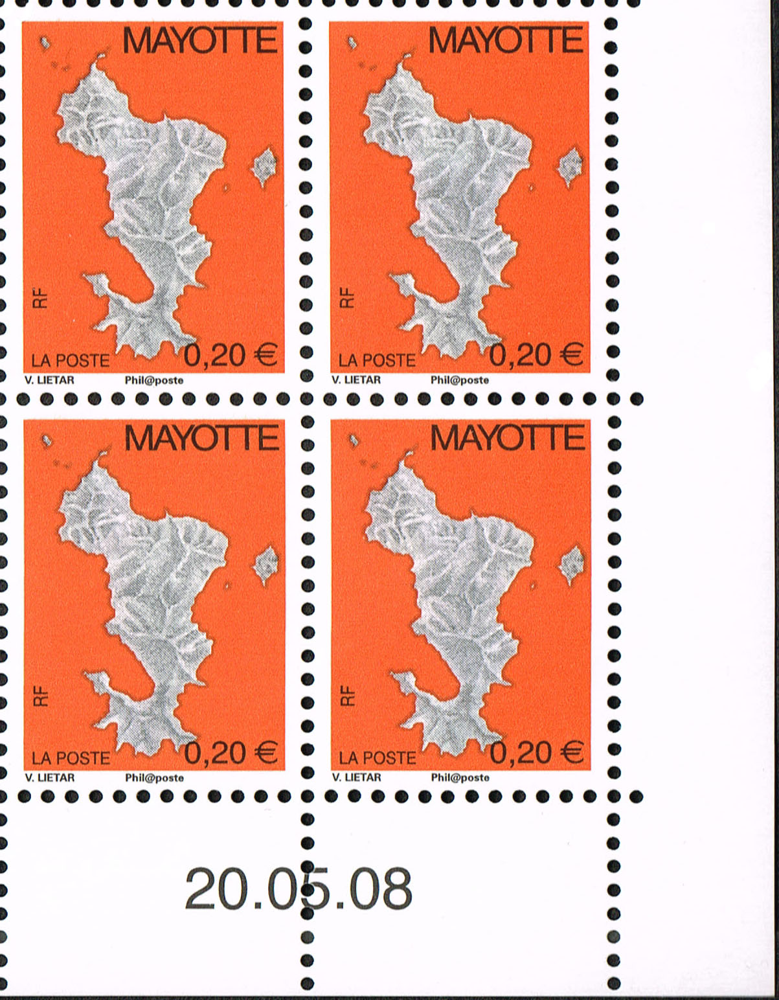 MAYOTTE
RF
LA POSTE 0,20 €
V. LIETAR Phil@poste
MAYOTTE
RF
LA POSTE 0,20 €
V. LIETAR Phil@poste
MAYOTTE
RF
LA POSTE 0,20 €
V. LIETAR Phil@poste
MAYOTTE
RF
LA POSTE 0,20 €
V. LIETAR Phil@poste
20.05.08